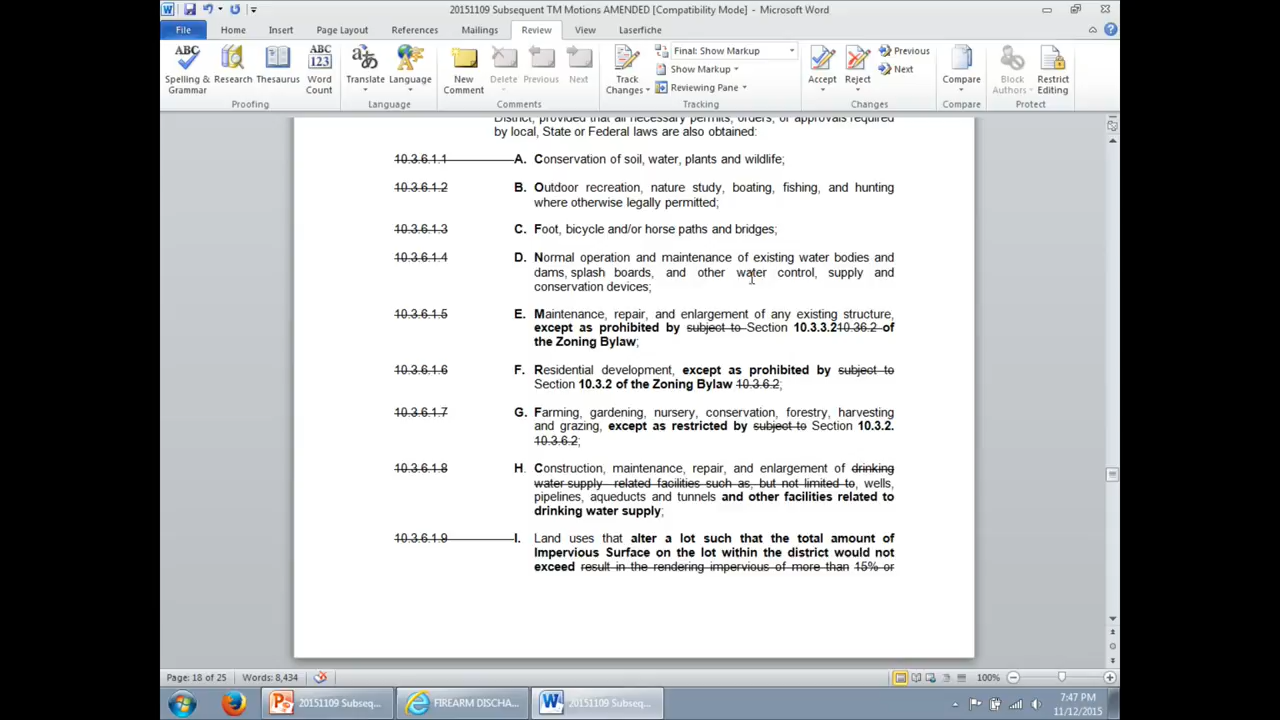 20151109 Subsequent TM Motions AMENDED [Compatibility Mode] - Microsoft Word
File Home Insert Page Layout References Mailings Review View Laserfiche
Spelling & Grammar Research Thesaurus Word Count Translate Language New Comment Delete Previous Next Track Changes Final: Show Markup Show Markup Reviewing Pane Accept Reject Previous Next Compare Block Authors Restrict Editing
Proofing Language Comments Tracking Changes Compare Protect
District, provided that all necessary permits, orders, or approvals required
by local, State or Federal laws are also obtained:
10.3.6.1.1 A. Conservation of soil, water, plants and wildlife;
10.3.6.1.2 B. Outdoor recreation, nature study, boating, fishing, and hunting
where otherwise legally permitted;
10.3.6.1.3 C. Foot, bicycle and/or horse paths and bridges;
10.3.6.1.4 D. Normal operation and maintenance of existing water bodies and
dams, splash boards, and other water control, supply and
conservation devices;
10.3.6.1.5 E. Maintenance, repair, and enlargement of any existing structure,
except as prohibited by subject to Section 10.3.3.210.36.2 of
the Zoning Bylaw;
10.3.6.1.6 F. Residential development, except as prohibited by subject to
Section 10.3.2 of the Zoning Bylaw 10.3.6.2;
10.3.6.1.7 G. Farming, gardening, nursery, conservation, forestry, harvesting
and grazing, except as restricted by subject to Section 10.3.2.
10.3.6.2;
10.3.6.1.8 H. Construction, maintenance, repair, and enlargement of drinking
water supply related facilities such as, but not limited to, wells,
pipelines, aqueducts and tunnels and other facilities related to
drinking water supply;
10.3.6.1.9 I. Land uses that alter a lot such that the total amount of
Impervious Surface on the lot within the district would not
exceed result in the rendering impervious of more than 15% or
Page: 18 of 25 Words: 8,434 100%
20151109 Subseq... FIREARM DISCHA... 20151109 Subseq... 7:47 PM
11/12/2015